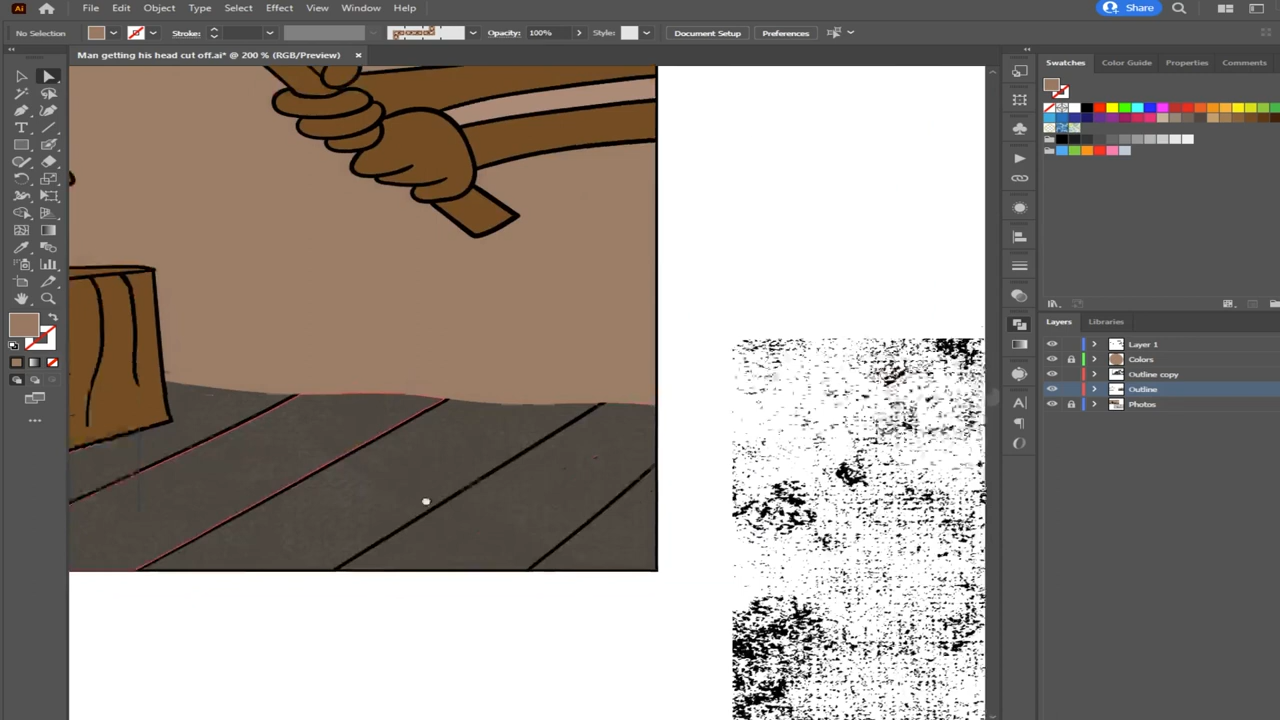 Ai File Edit Object Type Select Effect View Window Help Share
No Selection Stroke: Opacity: 100% Style: Document Setup Preferences
Man getting his head cut off.ai* @ 200 % (RGB/Preview)
Swatches Color Guide Properties Comments
Layers Libraries
Layer 1
Colors
Outline copy
Outline
Photos